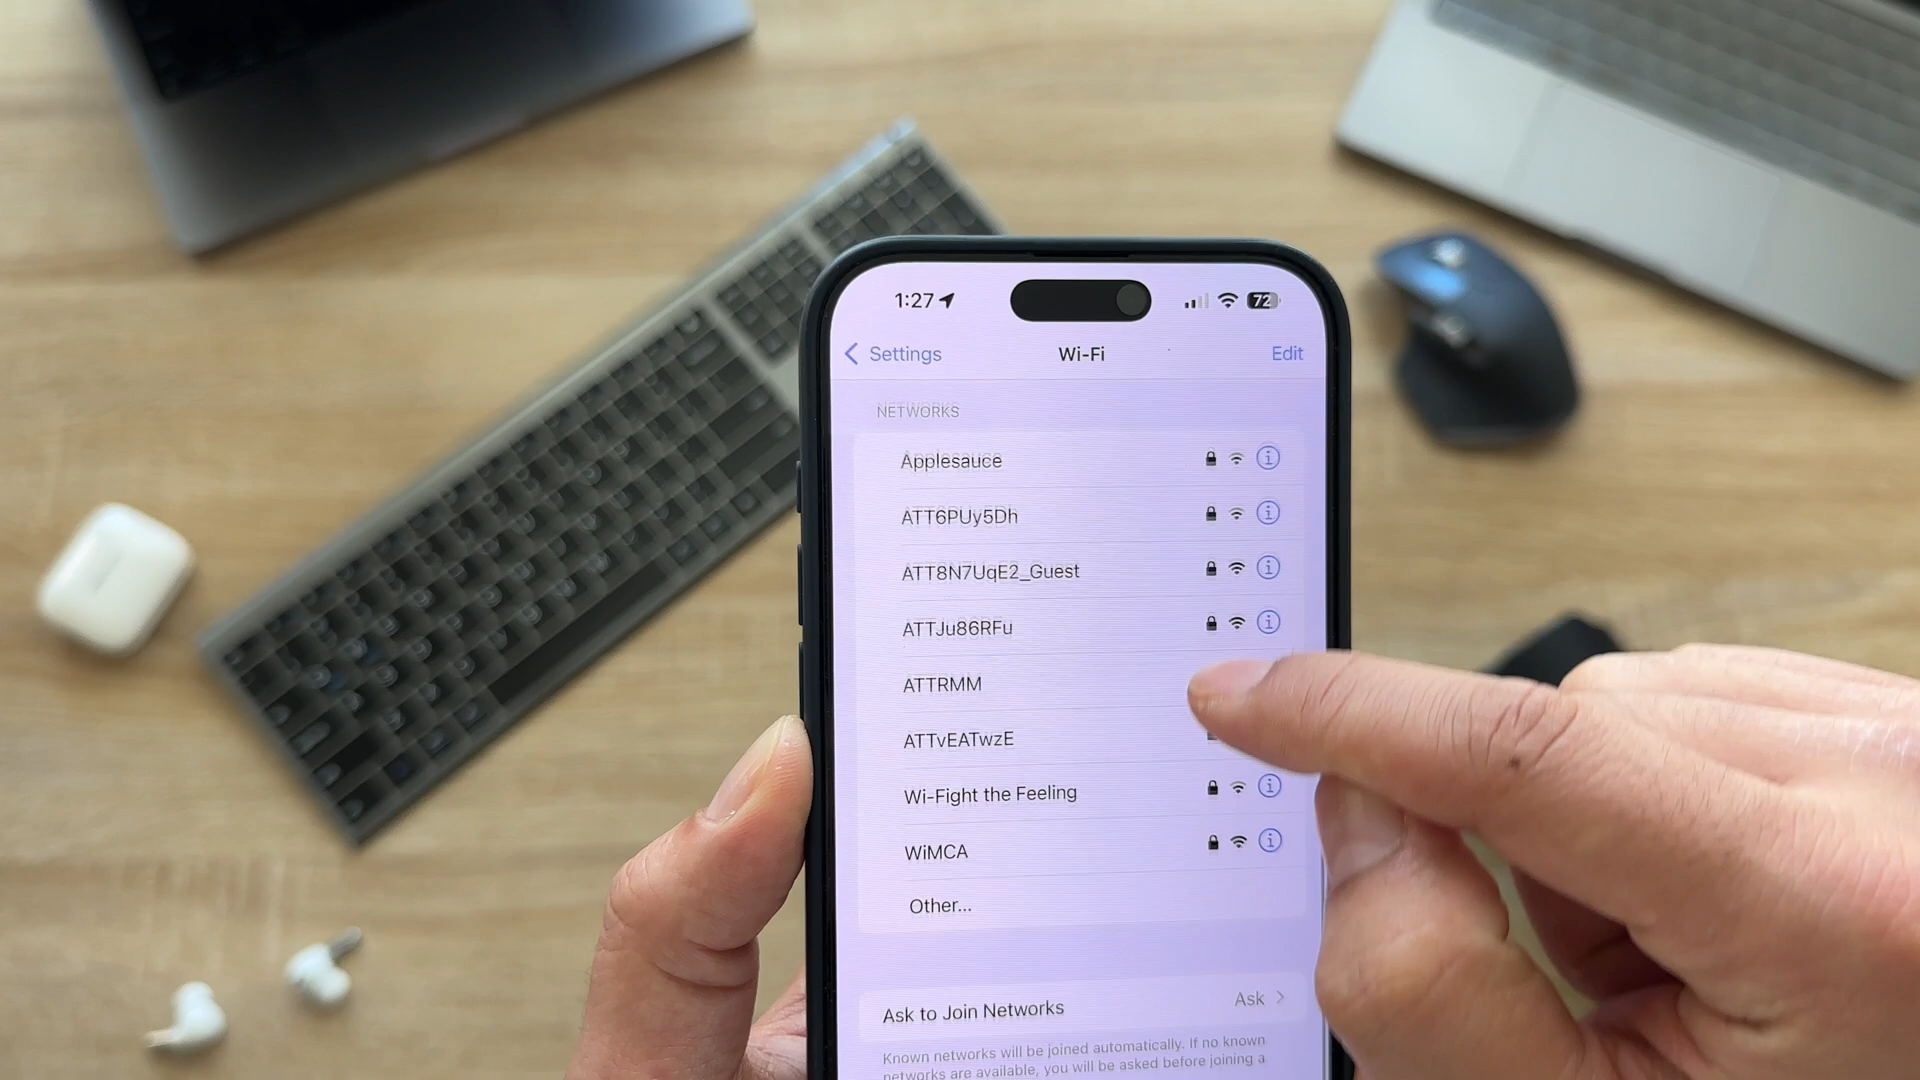 1:27 72
Settings Wi-Fi Edit
NETWORKS
Applesauce
ATT6PUy5Dh
ATT8N7UqE2_Guest
ATTJu86RFu
ATTRMM
ATTvEATwzE
Wi-Fight the Feeling
WiMCA
Other...
Ask to Join Networks Ask
Known networks will be joined automatically. If no known
networks are available, you will be asked before joining a